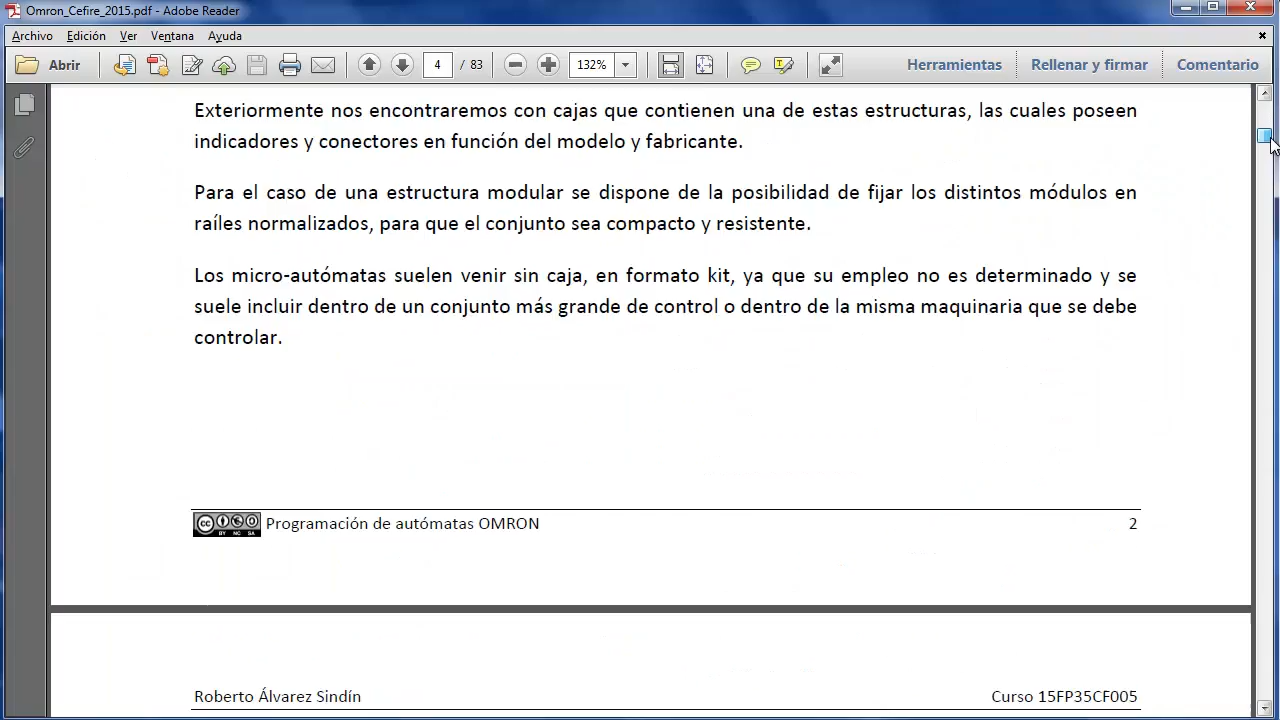 Omron_Cefire_2015.pdf - Adobe Reader
Archivo Edición Ver Ventana Ayuda
Abrir 4 / 83 132% Herramientas Rellenar y firmar Comentario
Exteriormente nos encontraremos con cajas que contienen una de estas estructuras, las cuales poseen
indicadores y conectores en función del modelo y fabricante.
Para el caso de una estructura modular se dispone de la posibilidad de fijar los distintos módulos en
raíles normalizados, para que el conjunto sea compacto y resistente.
Los micro-autómatas suelen venir sin caja, en formato kit, ya que su empleo no es determinado y se
suele incluir dentro de un conjunto más grande de control o dentro de la misma maquinaria que se debe
controlar.
cc BY NC SA Programación de autómatas OMRON 2
Roberto Álvarez Sindín Curso 15FP35CF005